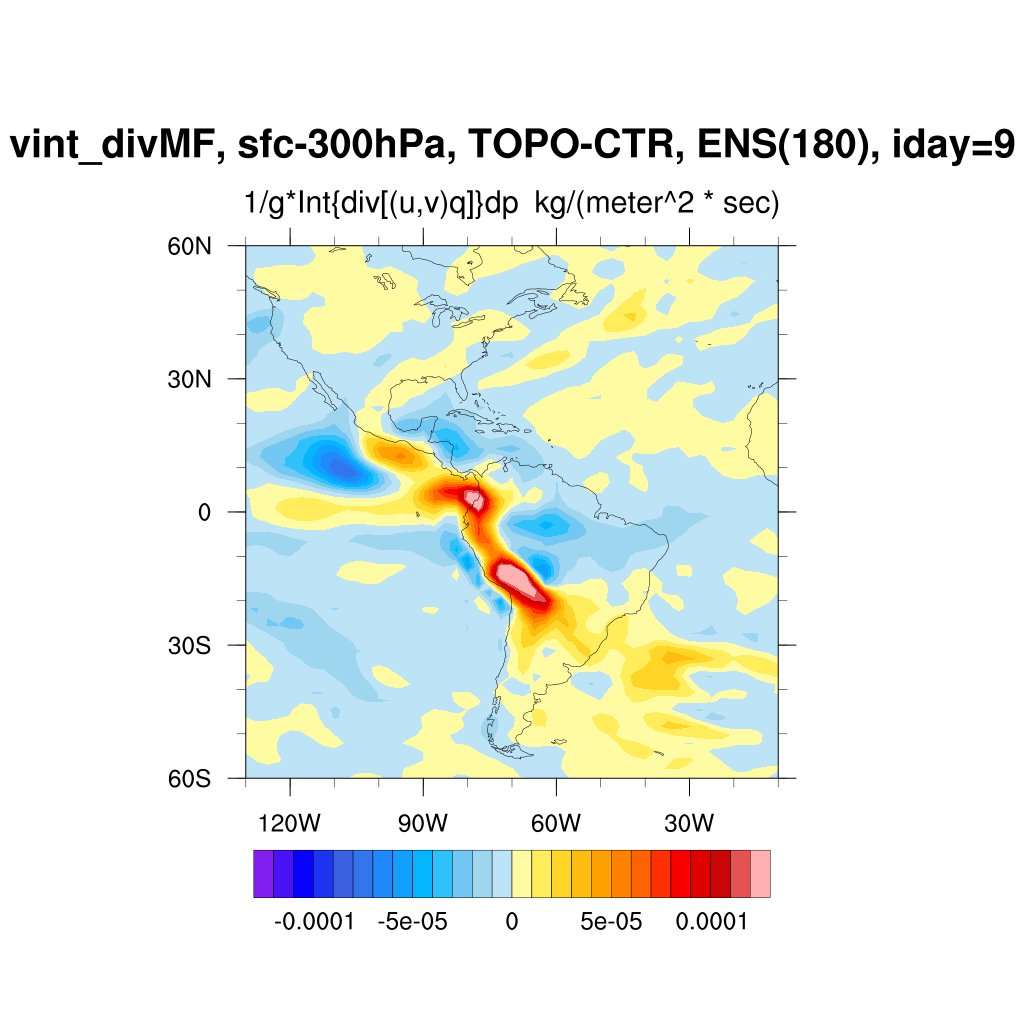 vint_divMF, sfc-300hPa, TOPO-CTR, ENS(180), iday=9
1/g*Int{div[(u,v)q]}dp  kg/(meter^2 * sec)
60N
30N
0
30S
60S
120W 90W 60W 30W
-0.0001 -5e-05 0 5e-05 0.0001